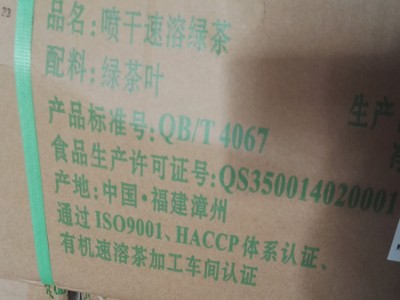 品名:喷干速溶绿茶
配料:绿茶叶
产品标准号:QB/T 4067
生产
食品生产许可证号:QS350014020001
产地:中国·福建漳州
通过ISO9001、HACCP体系认证、
有机速溶茶加工车间认证